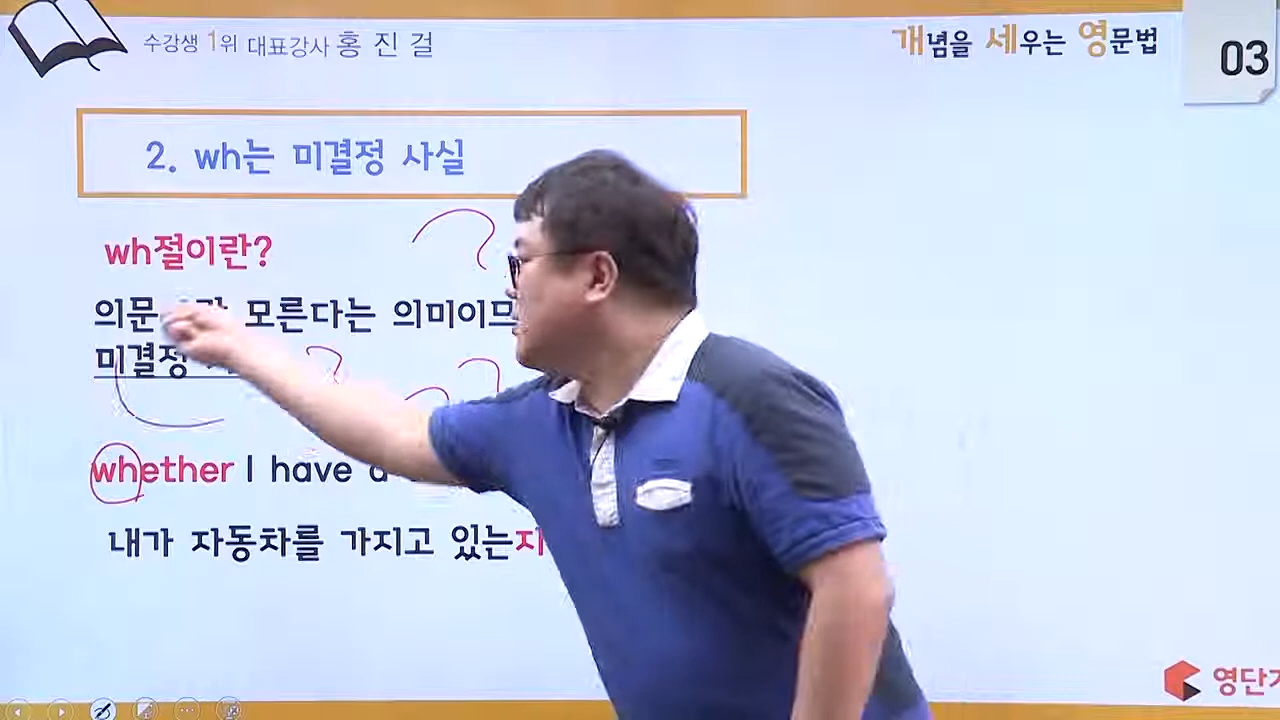 수강생 1위 대표강사 홍 진 걸
개념을 세우는 영문법
03
2. wh는 미결정 사실
wh절이란?
의문 모른다는 의미이므
미결정
whether I have a
내가 자동차를 가지고 있는지
영단기